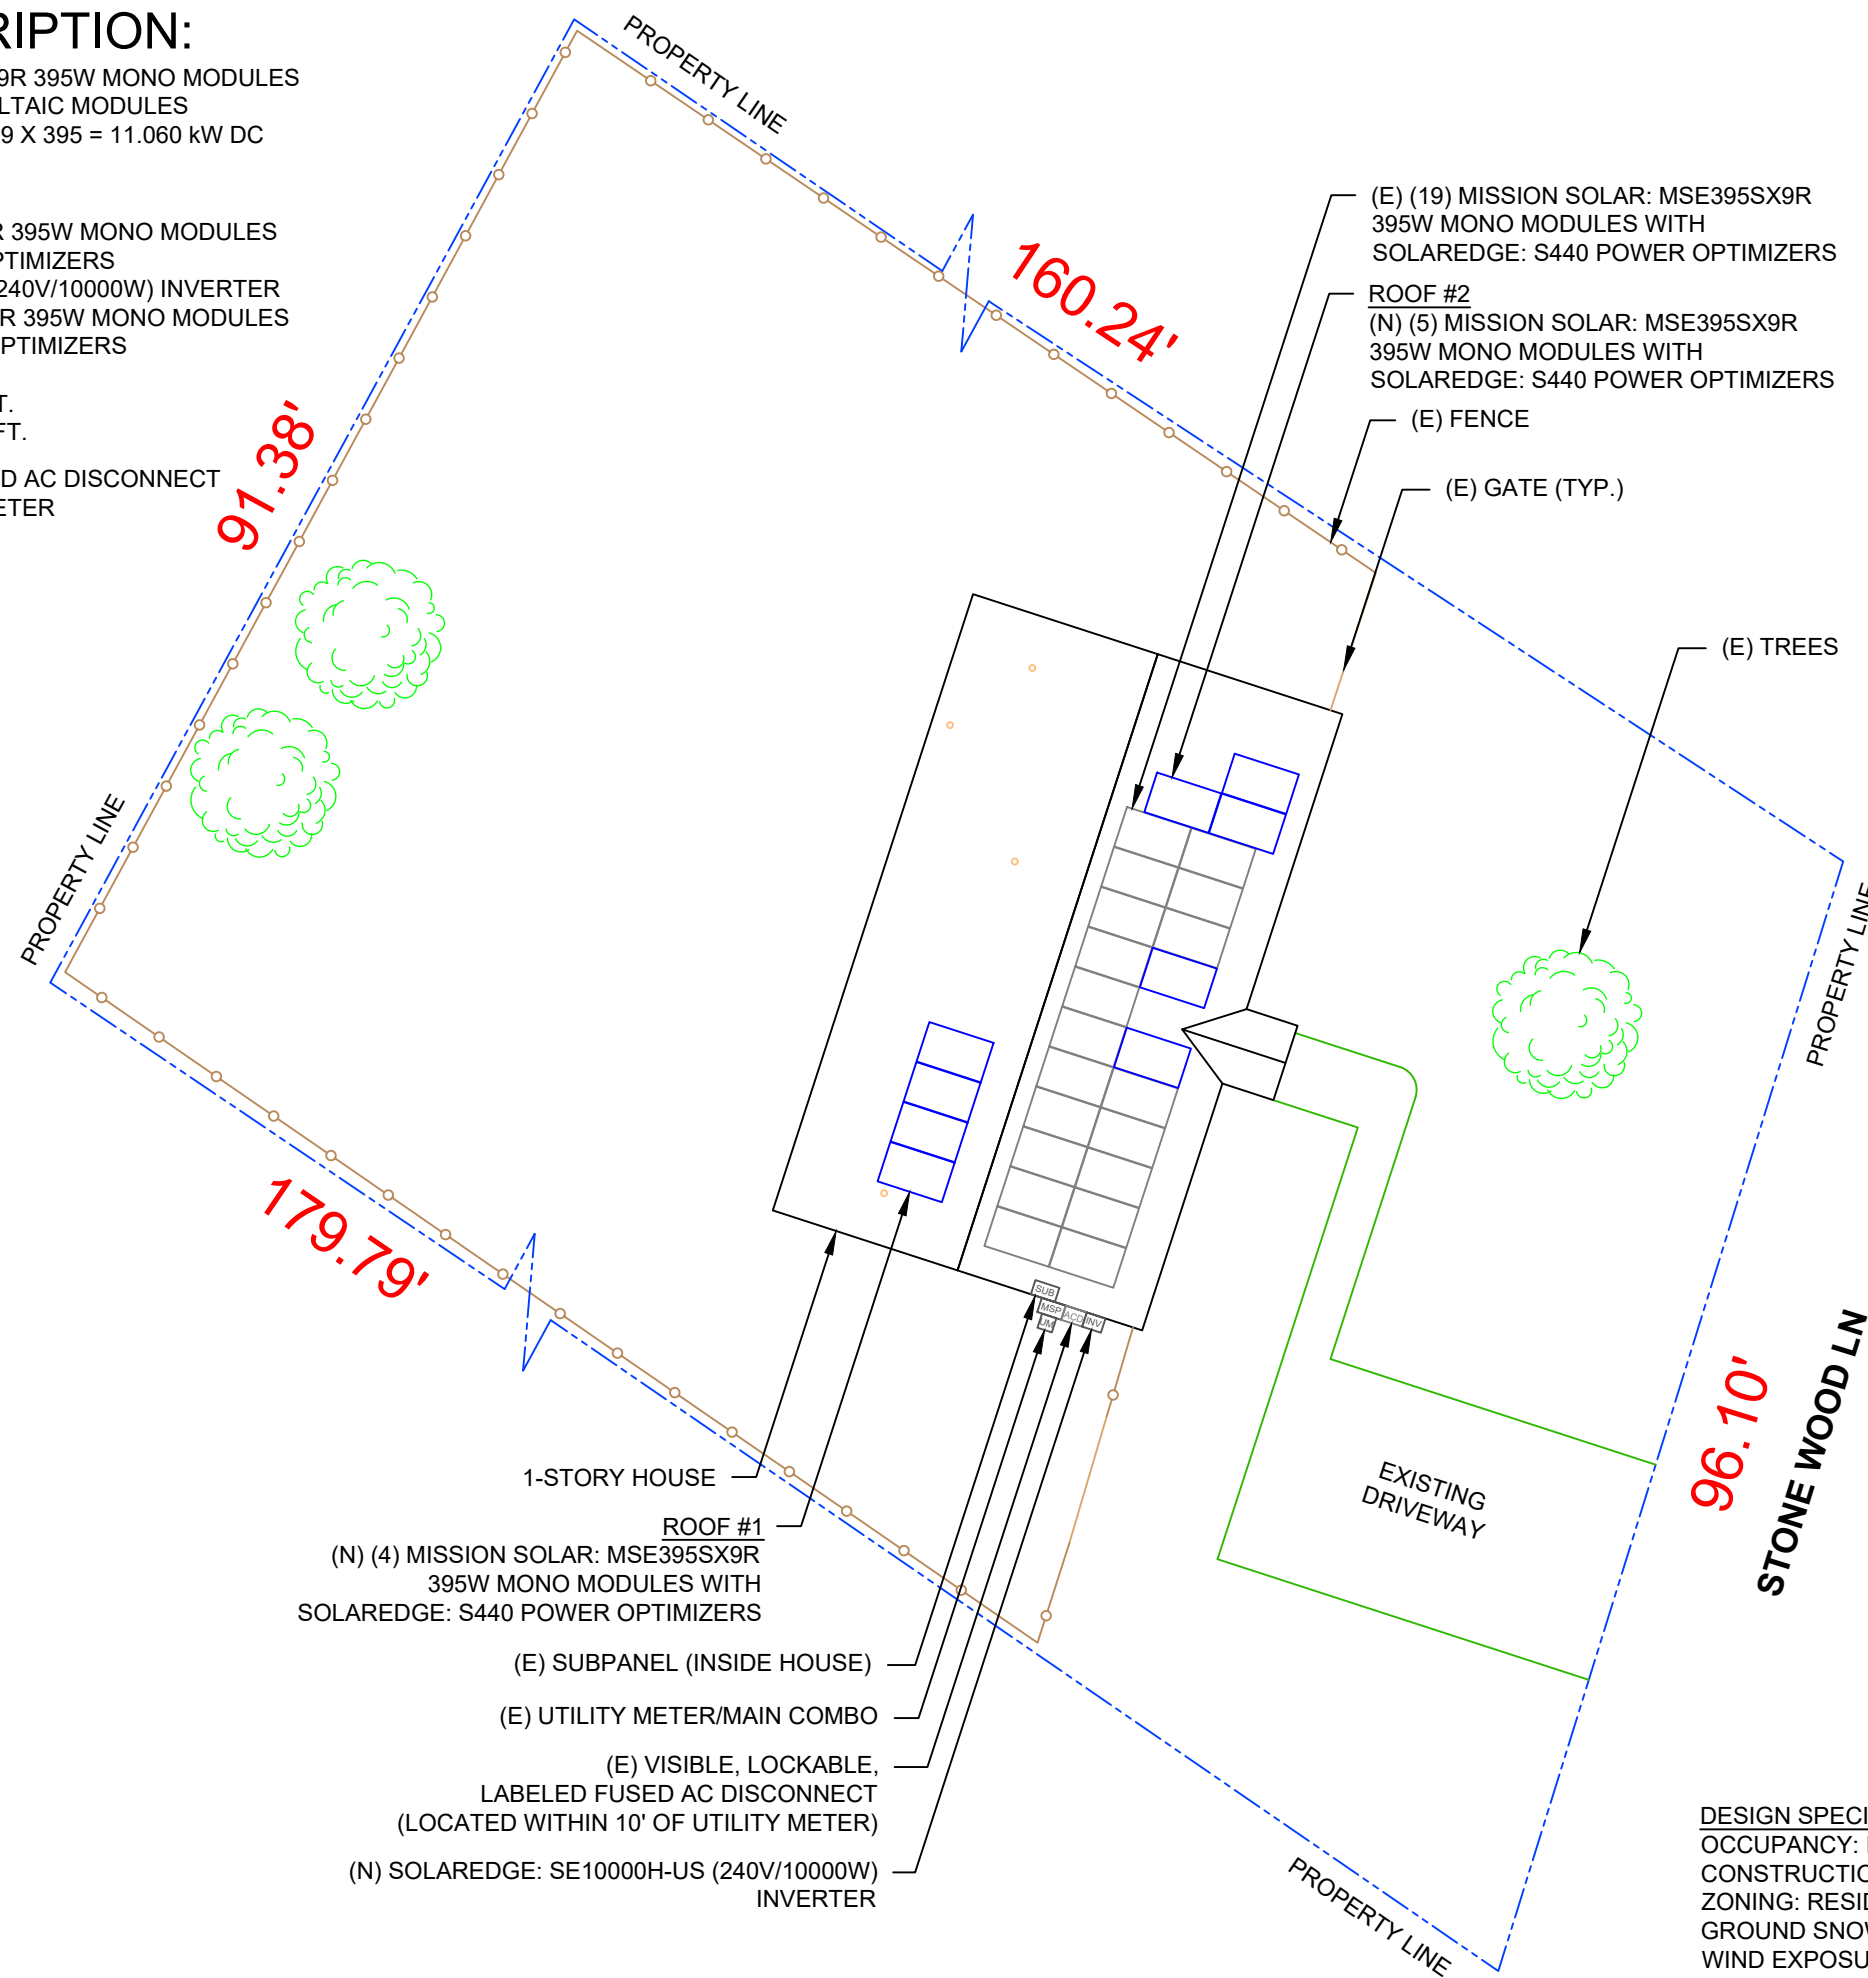 RIPTION:
9R 395W MONO MODULES
LTAIC MODULES
9 X 395 = 11.060 kW DC
R 395W MONO MODULES
PTIMIZERS
240V/10000W) INVERTER
R 395W MONO MODULES
OPTIMIZERS
T.
FT.
D AC DISCONNECT
ETER
PROPERTY LINE
160.24'
91.38'
(E) (19) MISSION SOLAR: MSE395SX9R
395W MONO MODULES WITH
SOLAREDGE: S440 POWER OPTIMIZERS
ROOF #2
(N) (5) MISSION SOLAR: MSE395SX9R
395W MONO MODULES WITH
SOLAREDGE: S440 POWER OPTIMIZERS
(E) FENCE
(E) GATE (TYP.)
(E) TREES
PROPERTY LINE
PROPERTY LINE
179.79'
SUB
MSP
ACD
INV
UM
1-STORY HOUSE
ROOF #1
(N) (4) MISSION SOLAR: MSE395SX9R
395W MONO MODULES WITH
SOLAREDGE: S440 POWER OPTIMIZERS
(E) SUBPANEL (INSIDE HOUSE)
(E) UTILITY METER/MAIN COMBO
(E) VISIBLE, LOCKABLE,
LABELED FUSED AC DISCONNECT
(LOCATED WITHIN 10' OF UTILITY METER)
(N) SOLAREDGE: SE10000H-US (240V/10000W)
INVERTER
EXISTING
DRIVEWAY
96.10'
STONE WOOD LN
PROPERTY LINE
DESIGN SPECI
OCCUPANCY:
CONSTRUCTIO
ZONING: RESID
GROUND SNOW
WIND EXPOSU